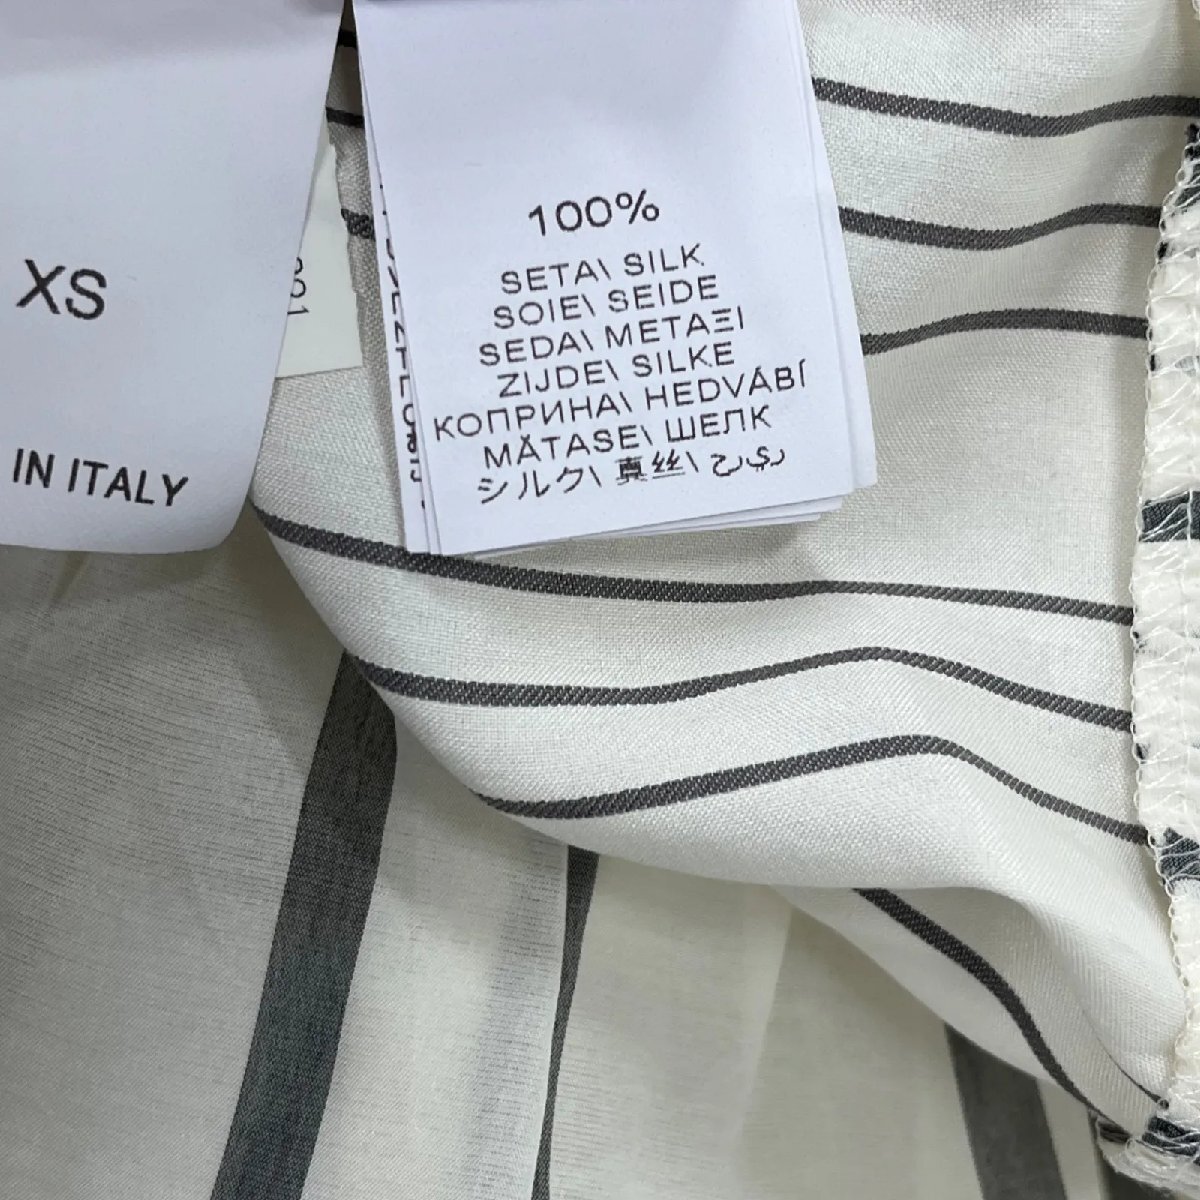 XS
IN ITALY
321
100%
SETA\ SILK
SOIE\ SEIDE
SEDA\ ΜΕΤΑΞΙ
ZIJDE\ SILKE
КОПРИНА\ HEDVÁBÍ
MĂTASE\ ШЕЛК
シルク\ 真丝\ حرير